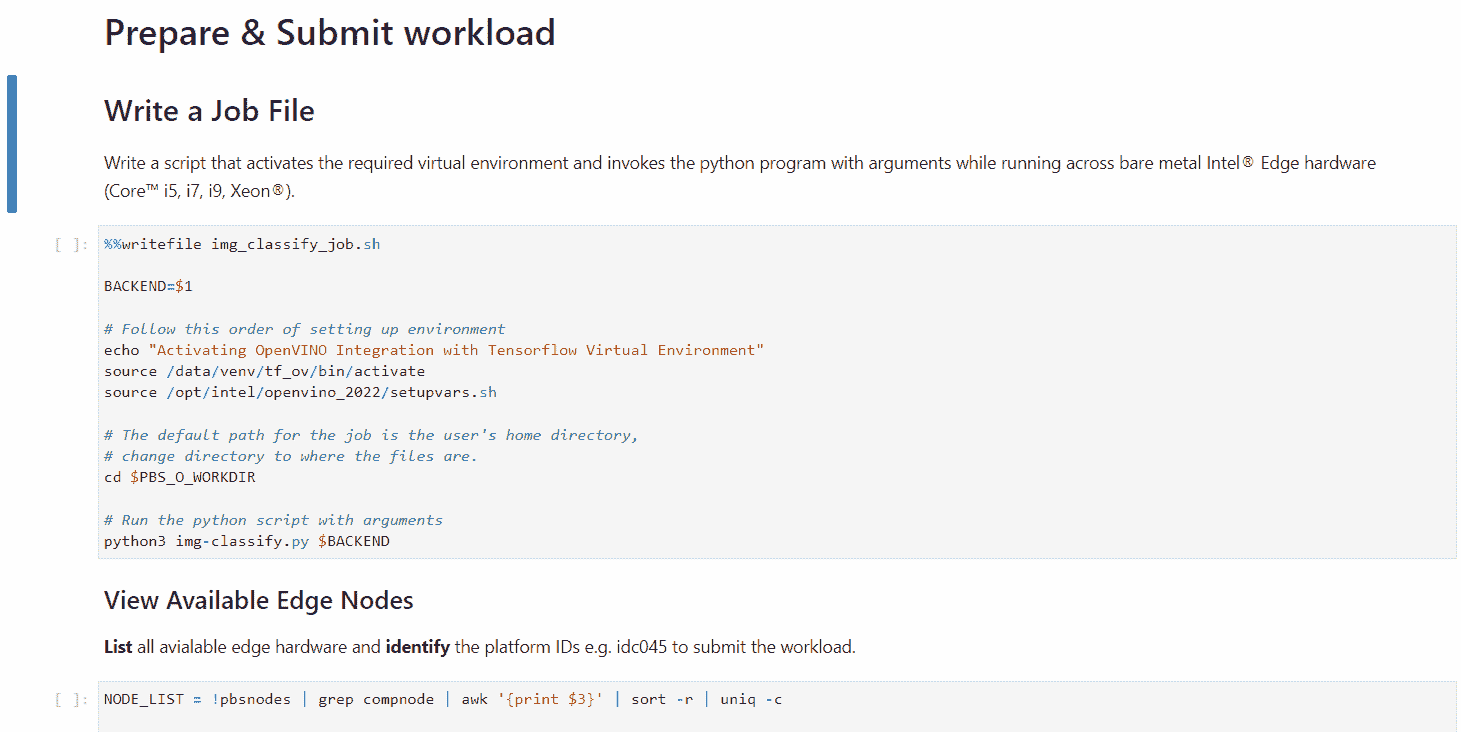 Prepare & Submit workload
Write a Job File
Write a script that activates the required virtual environment and invokes the python program with arguments while running across bare metal Intel® Edge hardware
(Core™ i5, i7, i9, Xeon®).
[ ]: %%writefile img_classify_job.sh
BACKEND=$1
# Follow this order of setting up environment
echo "Activating OpenVINO Integration with Tensorflow Virtual Environment"
source /data/venv/tf_ov/bin/activate
source /opt/intel/openvino_2022/setupvars.sh
# The default path for the job is the user's home directory,
# change directory to where the files are.
cd $PBS_O_WORKDIR
# Run the python script with arguments
python3 img-classify.py $BACKEND
View Available Edge Nodes
List all avialable edge hardware and identify the platform IDs e.g. idc045 to submit the workload.
[ ]: NODE_LIST = !pbsnodes | grep compnode | awk '{print $3}' | sort -r | uniq -c